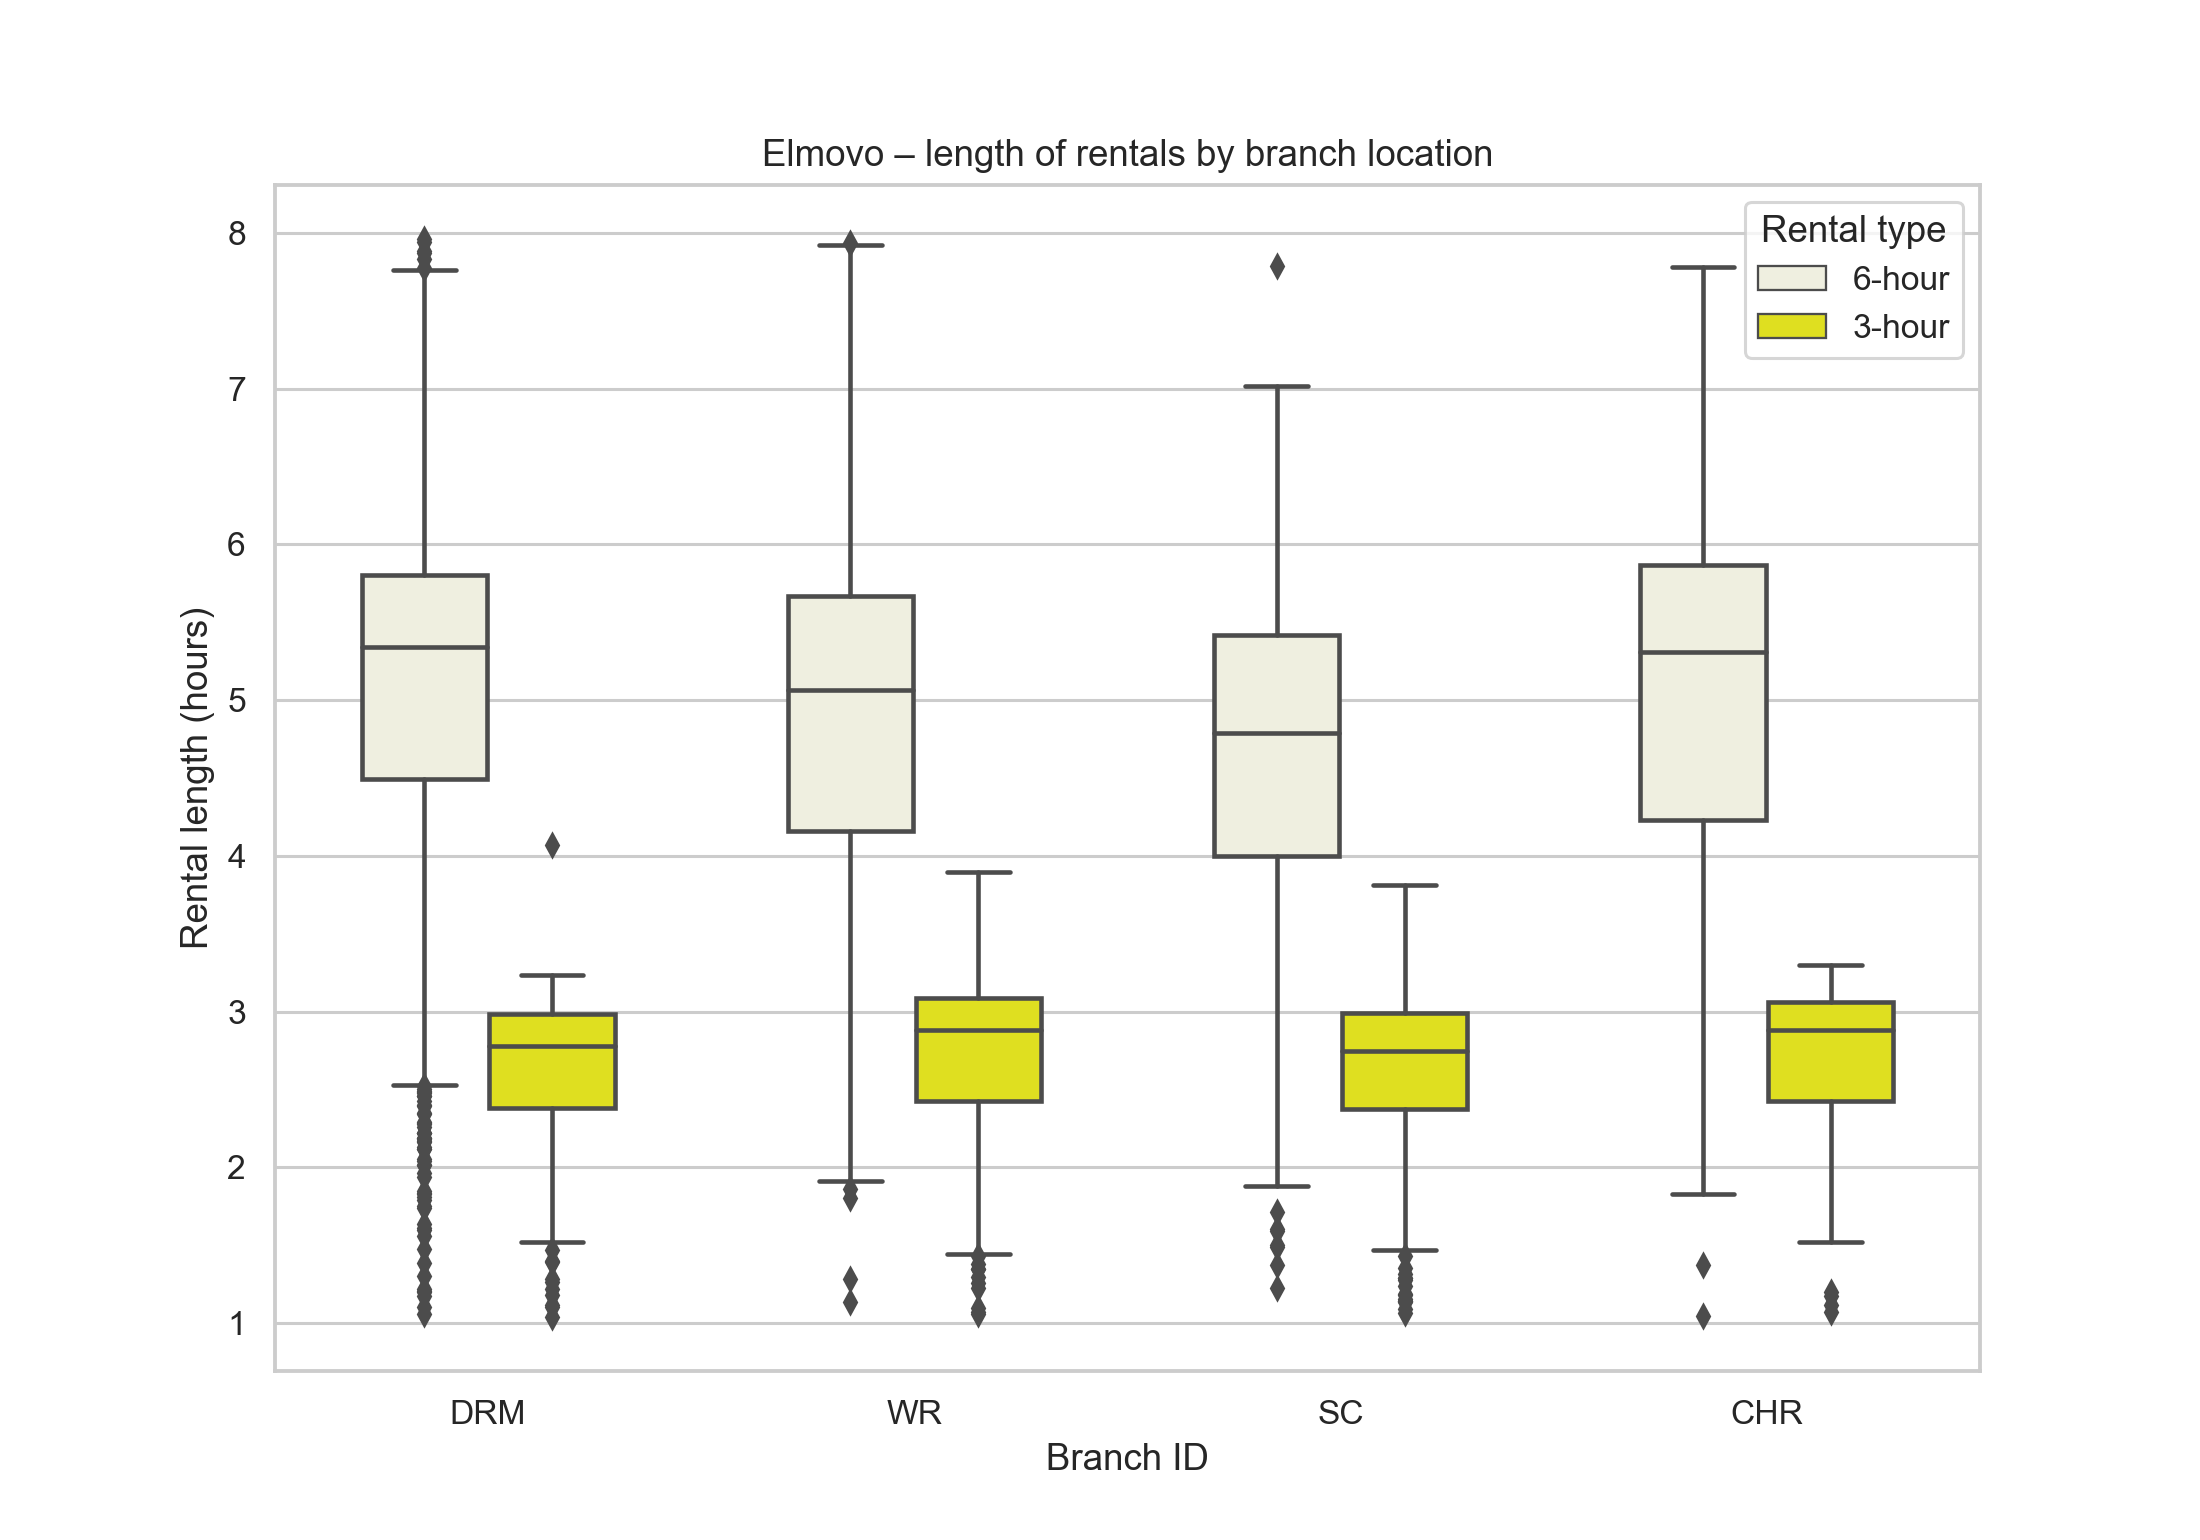 Elmovo – length of rentals by branch location
Rental type
6-hour
3-hour
Rental length (hours)
8
7
6
5
4
3
2
1
DRM WR SC CHR
Branch ID